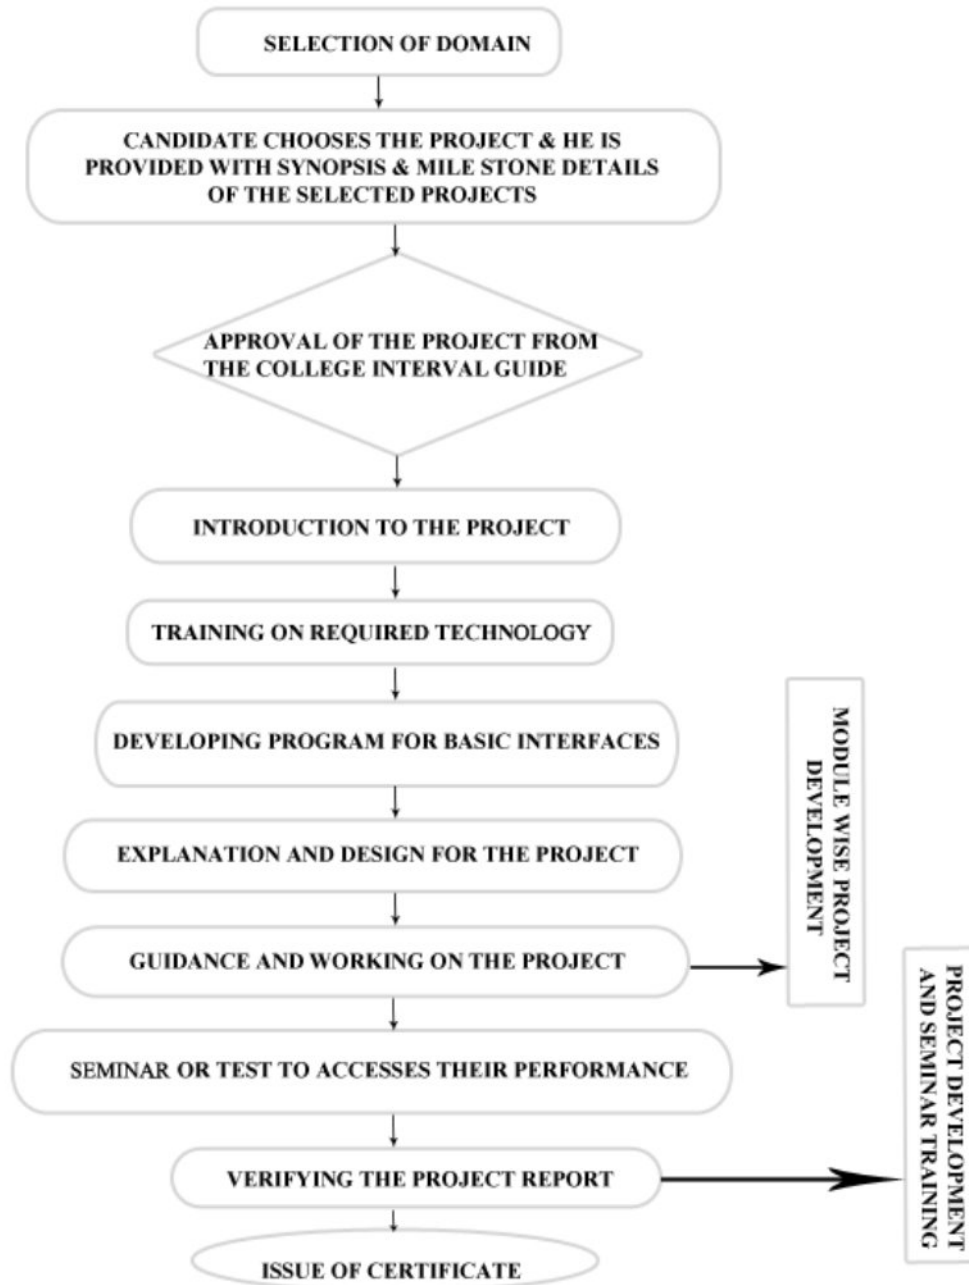 SELECTION OF DOMAIN
CANDIDATE CHOOSES THE PROJECT & HE IS
PROVIDED WITH SYNOPSIS & MILE STONE DETAILS
OF THE SELECTED PROJECTS
APPROVAL OF THE PROJECT FROM
THE COLLEGE INTERVAL GUIDE
INTRODUCTION TO THE PROJECT
TRAINING ON REQUIRED TECHNOLOGY
DEVELOPING PROGRAM FOR BASIC INTERFACES
EXPLANATION AND DESIGN FOR THE PROJECT
GUIDANCE AND WORKING ON THE PROJECT
MODULE WISE PROJECT
DEVELOPMENT
SEMINAR OR TEST TO ACCESSES THEIR PERFORMANCE
VERIFYING THE PROJECT REPORT
PROJECT DEVELOPMENT
AND SEMINAR TRAINING
ISSUE OF CERTIFICATE